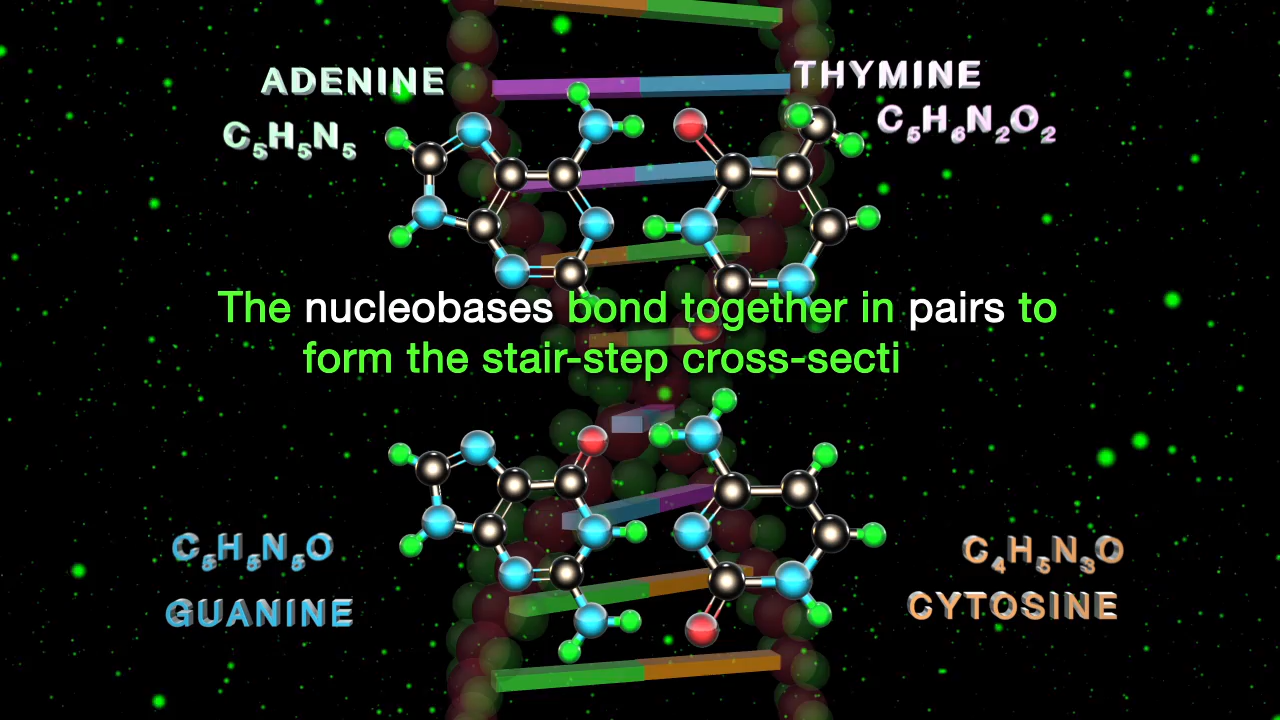 ADENINE
THYMINE
C₅H₅N₅
C₅H₆N₂O₂
The nucleobases bond together in pairs to
form the stair-step cross-secti
C₅H₅N₅O
C₄H₅N₃O
GUANINE
CYTOSINE